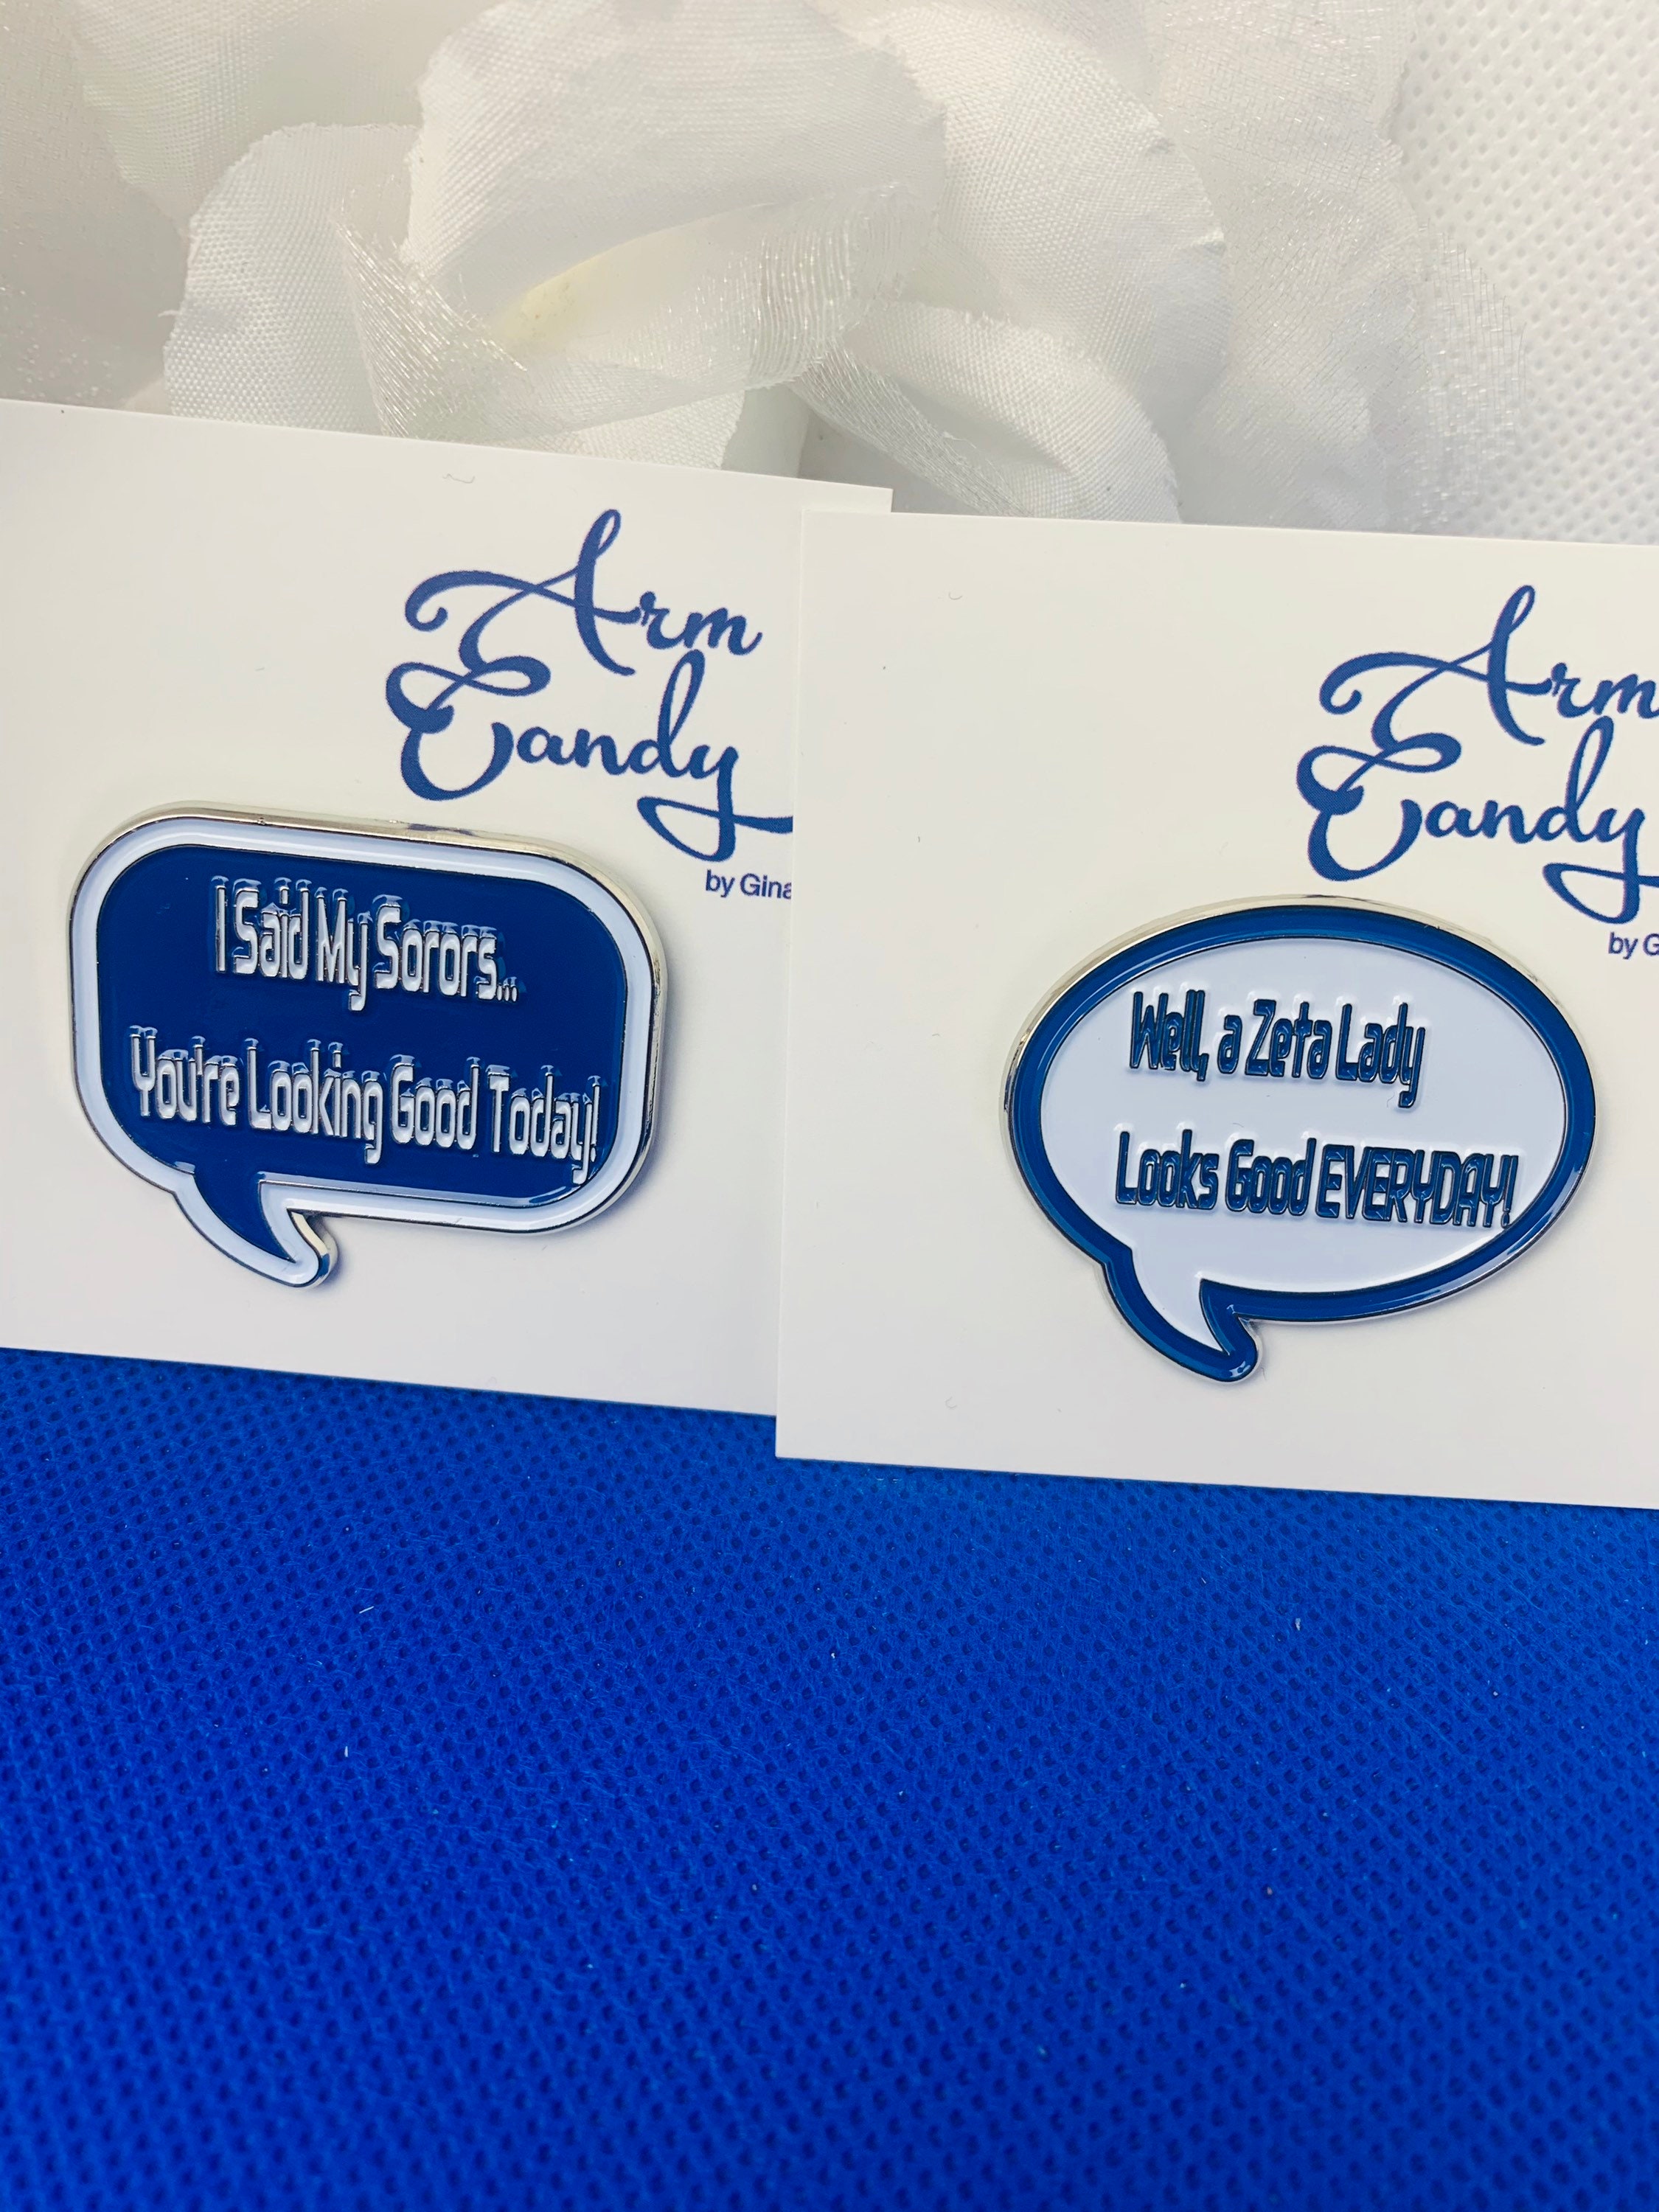 Arm
Candy
by Gina
I Said My Sorors...
You're Looking Good Today!
Arm
Candy
by G
Well, a Zeta Lady
Looks Good EVERYDAY!